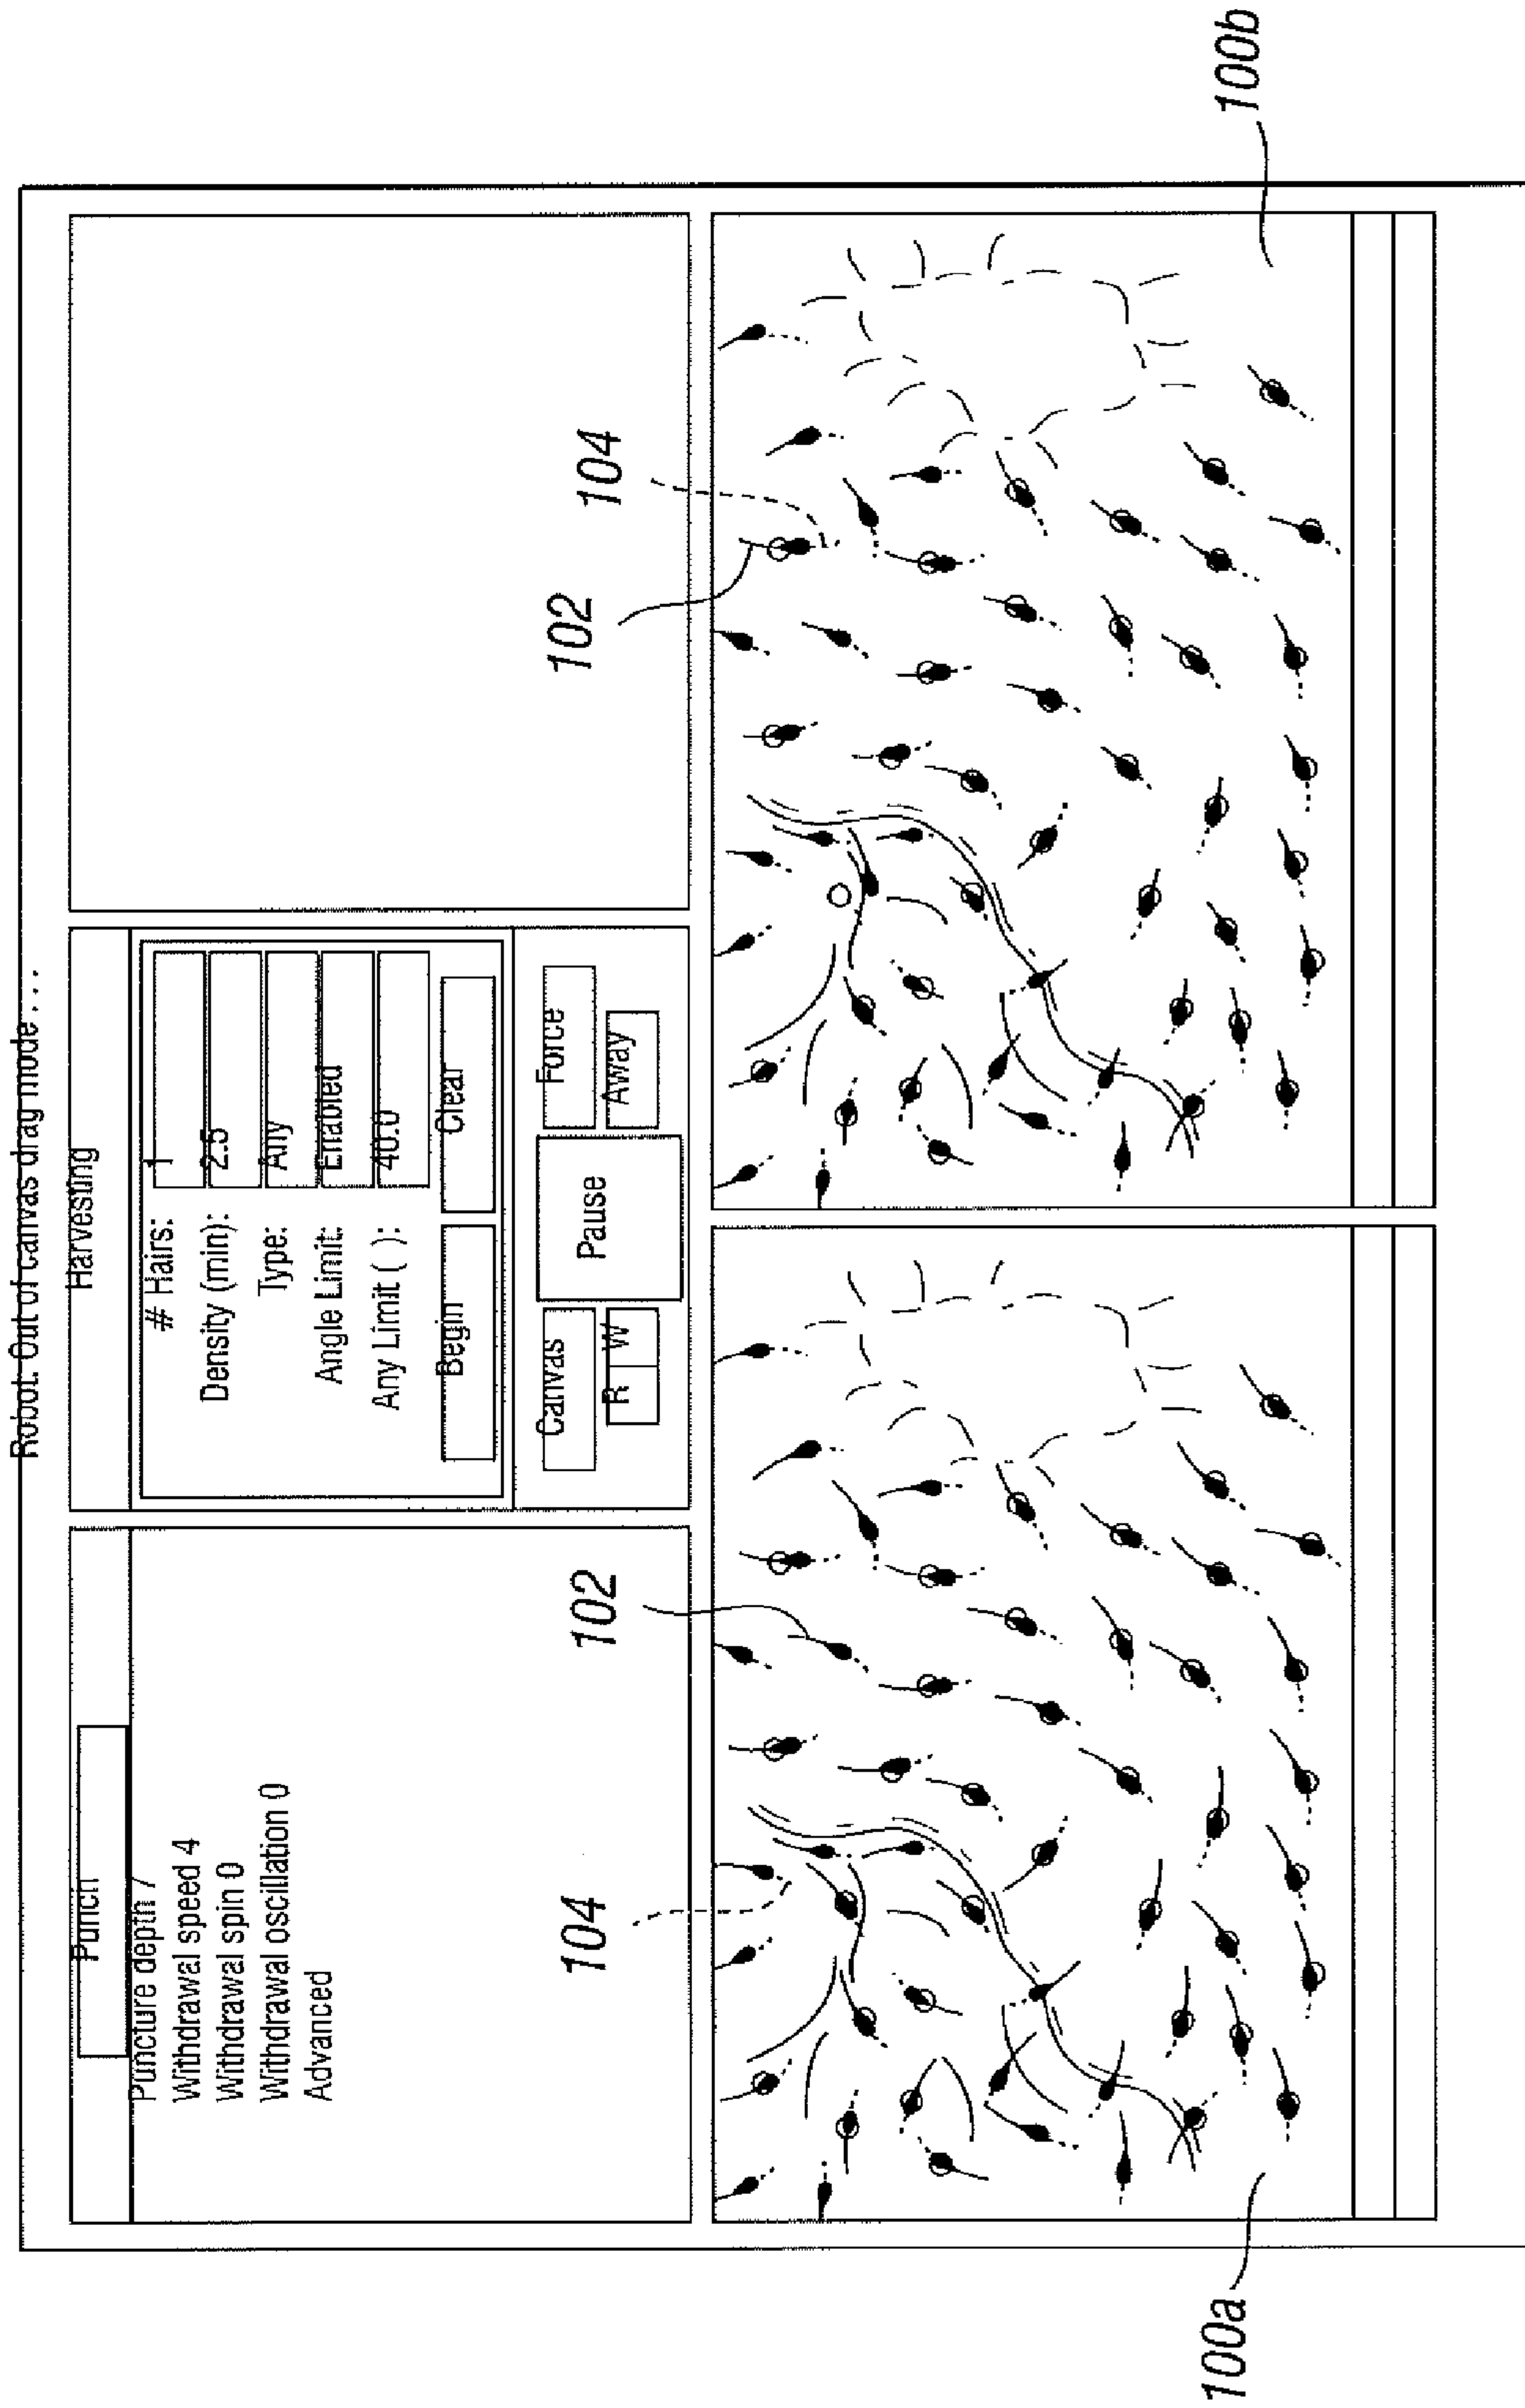 Robot Out of canvas drag mode . . .
Punch
Puncture depth 7
Withdrawal speed 4
Withdrawal spin 0
Withdrawal oscillation 0
Advanced
Harvesting
# Hairs: 1
Density (min): 2.5
Type: Any
Angle Limit: Enabled
Any Limit ( ): 40.0
Begin Clear
Canvas Pause Force
R W Away
104 102 102 104
100a 100b